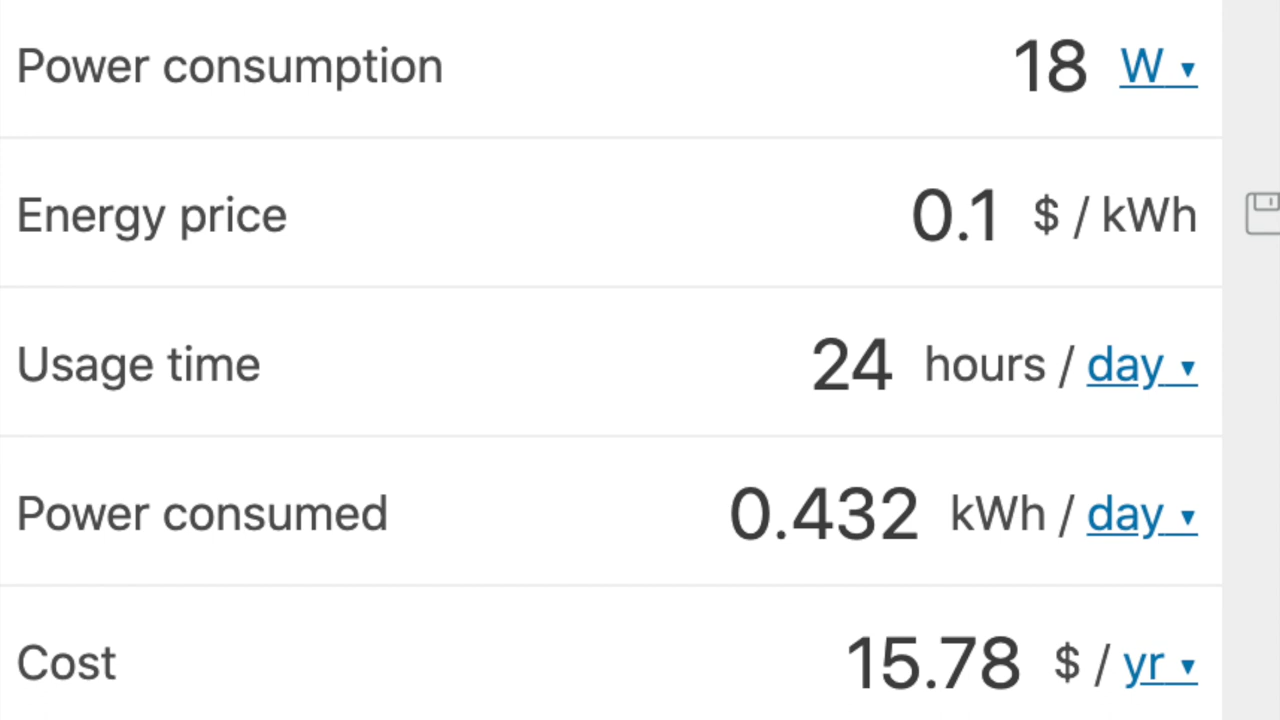 Power consumption 18 W ▾
Energy price 0.1 $ / kWh
Usage time 24 hours / day ▾
Power consumed 0.432 kWh / day ▾
Cost 15.78 $ / yr ▾